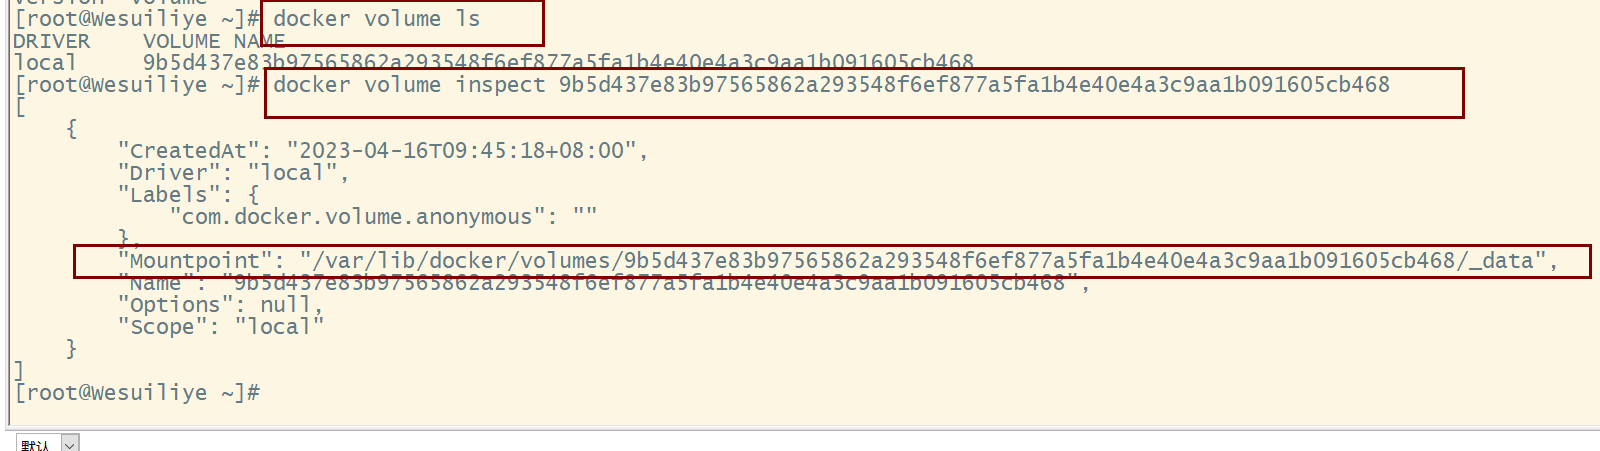 version  volume
[root@Wesuiliye ~]# docker volume ls
DRIVER    VOLUME NAME
local     9b5d437e83b97565862a293548f6ef877a5fa1b4e40e4a3c9aa1b091605cb468
[root@Wesuiliye ~]# docker volume inspect 9b5d437e83b97565862a293548f6ef877a5fa1b4e40e4a3c9aa1b091605cb468
[
    {
        "CreatedAt": "2023-04-16T09:45:18+08:00",
        "Driver": "local",
        "Labels": {
            "com.docker.volume.anonymous": ""
        },
        "Mountpoint": "/var/lib/docker/volumes/9b5d437e83b97565862a293548f6ef877a5fa1b4e40e4a3c9aa1b091605cb468/_data",
        "Name": "9b5d437e83b97565862a293548f6ef877a5fa1b4e40e4a3c9aa1b091605cb468",
        "Options": null,
        "Scope": "local"
    }
]
[root@Wesuiliye ~]#
默认